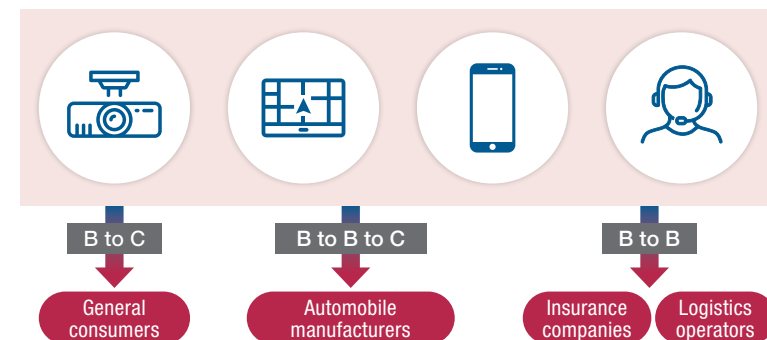 B to C
B to B to C
B to B
General
consumers
Automobile
manufacturers
Insurance
companies
Logistics
operators